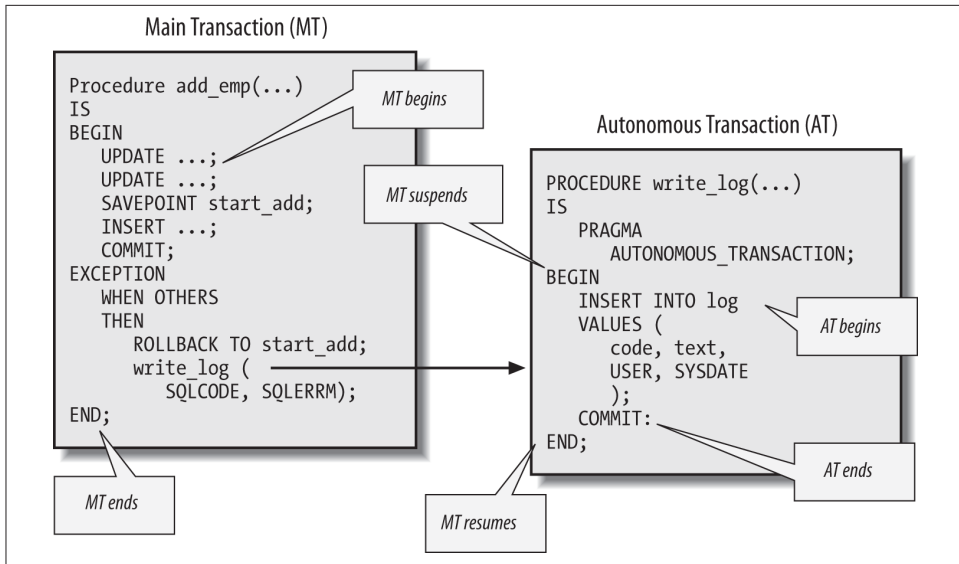 Main Transaction (MT)
Procedure add_emp(...)
IS
BEGIN
UPDATE ...;
UPDATE ...;
SAVEPOINT start_add;
INSERT ...;
COMMIT;
EXCEPTION
WHEN OTHERS
THEN
ROLLBACK TO start_add;
write_log (
SQLCODE, SQLERRM);
END;
MT begins
MT ends
Autonomous Transaction (AT)
PROCEDURE write_log(...)
IS
PRAGMA
AUTONOMOUS_TRANSACTION;
BEGIN
INSERT INTO log
VALUES (
code, text,
USER, SYSDATE
);
COMMIT:
END;
MT suspends
AT begins
AT ends
MT resumes